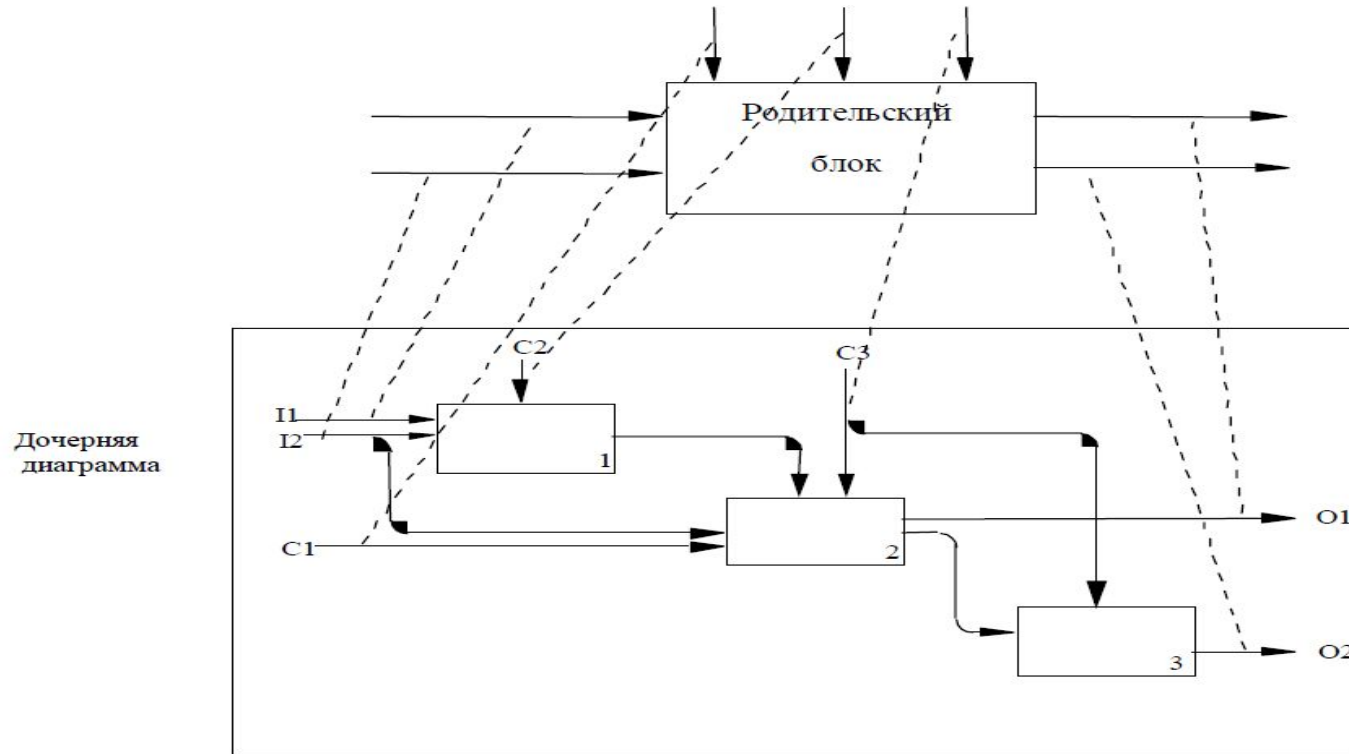 Родительский
блок
C2
C3
I1
I2
Дочерняя
диаграмма
1
O1
C1
2
O2
3